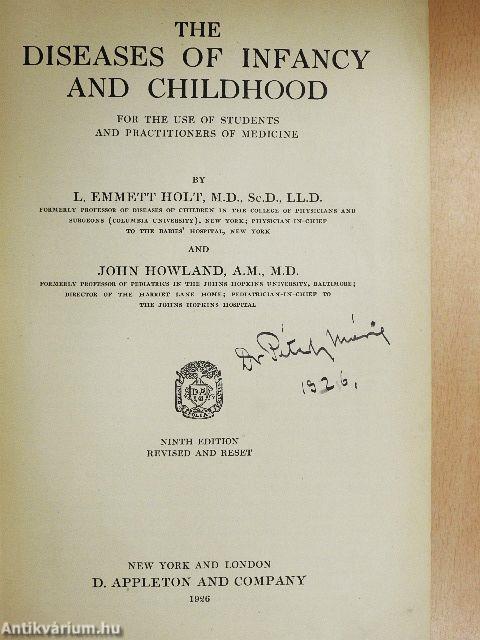 THE
DISEASES OF INFANCY
AND CHILDHOOD
FOR THE USE OF STUDENTS
AND PRACTITIONERS OF MEDICINE
BY
L. EMMETT HOLT, M.D., Sc.D., LL.D.
FORMERLY PROFESSOR OF DISEASES OF CHILDREN IN THE COLLEGE OF PHYSICIANS AND
SURGEONS (COLUMBIA UNIVERSITY), NEW YORK; PHYSICIAN-IN-CHIEF
TO THE BABIES' HOSPITAL, NEW YORK
AND
JOHN HOWLAND, A.M., M.D.
FORMERLY PROFESSOR OF PEDIATRICS IN THE JOHNS HOPKINS UNIVERSITY, BALTIMORE;
DIRECTOR OF THE HARRIET LANE HOME; PEDIATRICIAN-IN-CHIEF TO
THE JOHNS HOPKINS HOSPITAL
Dr
1926.
NINTH EDITION
REVISED AND RESET
NEW YORK AND LONDON
D. APPLETON AND COMPANY
1926
Antikvárium.hu